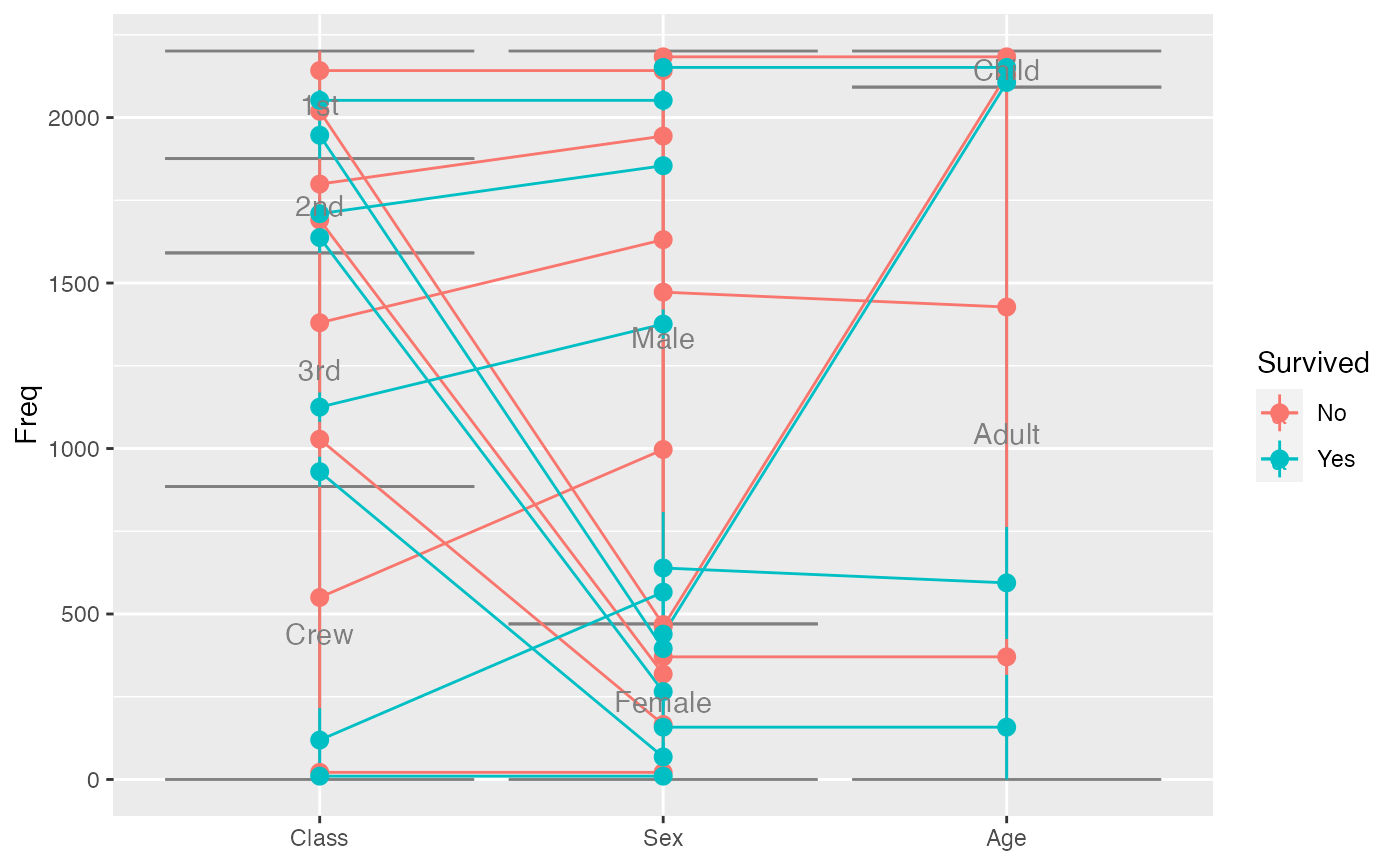 Freq
2000
1500
1000
500
0
1st
2nd
3rd
Crew
Male
Female
Child
Adult
Class
Sex
Age
Survived
No
Yes